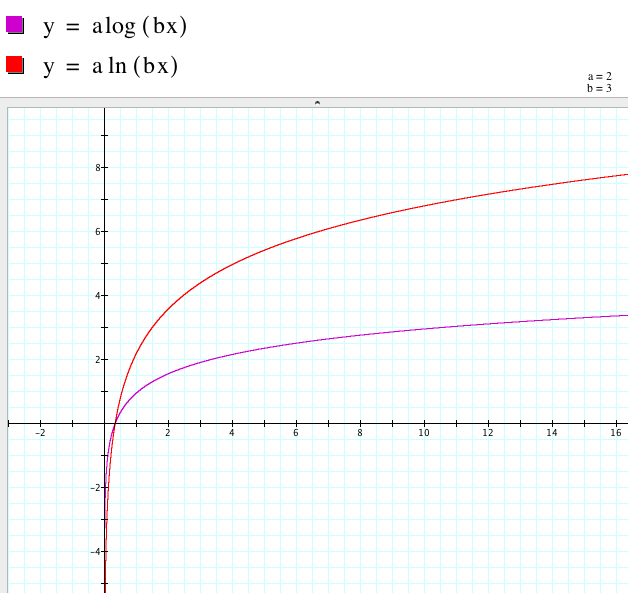 y = a log (bx)
y = a ln (bx)
a = 2
b = 3
8
6
4
2
-2 2 4 6 8 10 12 14 16
-2
-4